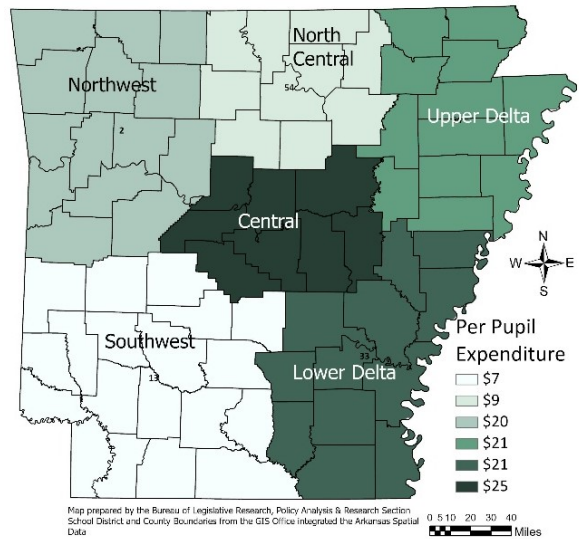 North
Central
54
Northwest
2
Upper Delta
Central
N
W E
S
Southwest
13
33
Lower Delta
Per Pupil
Expenditure
$7
$9
$20
$21
$21
$25
Map prepared by the Bureau of Legislative Research, Policy Analysis & Research Section
School District and County Boundaries from the GIS Office integrated the Arkansas Spatial
Data
0 5 10 20 30 40
Miles